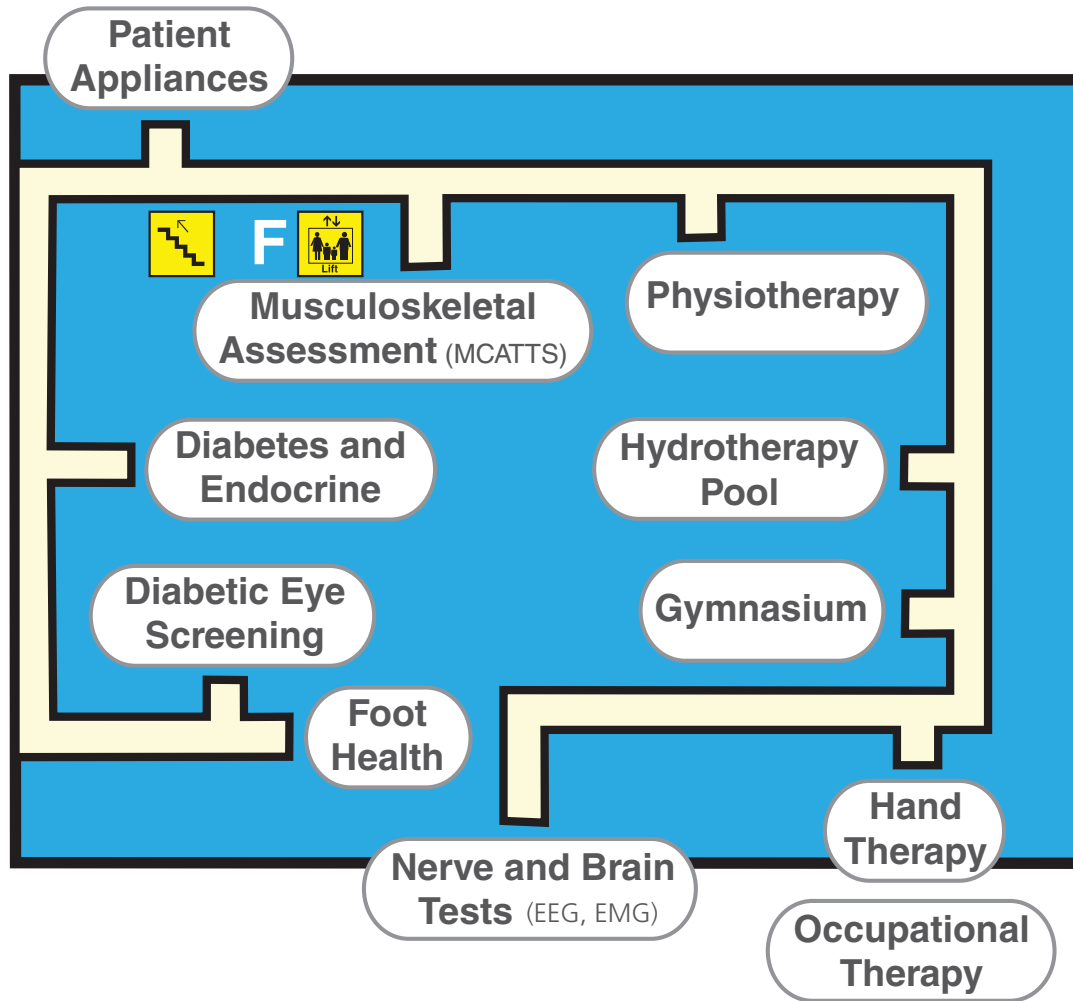 Patient
Appliances
F
Lift
Musculoskeletal
Assessment (MCATTS)
Physiotherapy
Diabetes and
Endocrine
Hydrotherapy
Pool
Diabetic Eye
Screening
Gymnasium
Foot
Health
Hand
Therapy
Nerve and Brain
Tests (EEG, EMG)
Occupational
Therapy